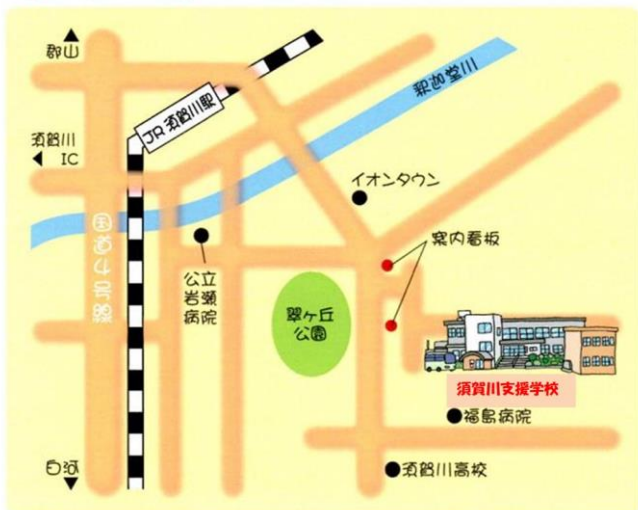 郡山
須賀川
IC
JR 須賀川駅
釈迦堂川
イオンタウン
案内看板
国道4号線
公立
岩瀬
病院
翠ヶ丘
公園
須賀川支援学校
福島病院
白河
須賀川高校